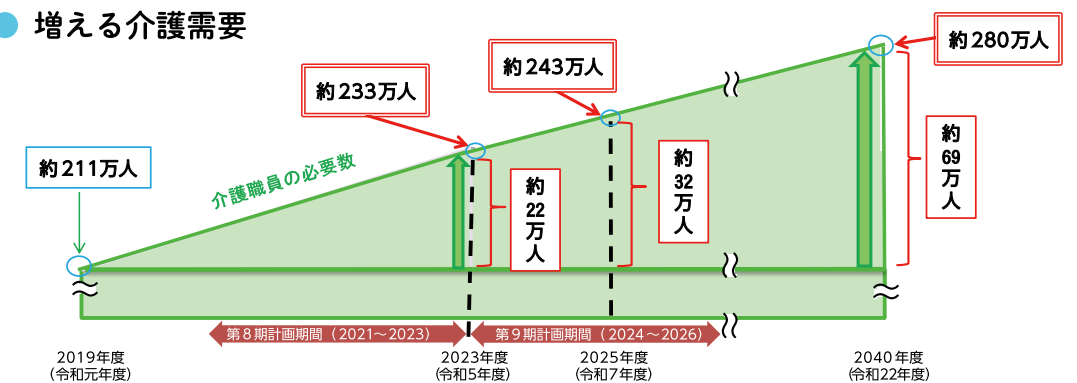 増える介護需要
約280万人
約243万人
約233万人
約211万人
介護職員の必要数
約
22
万
人
約
32
万
人
約
69
万
人
第8期計画期間（2021～2023）
第9期計画期間（2024～2026）
2019年度
（令和元年度）
2023年度
（令和5年度）
2025年度
（令和7年度）
2040年度
（令和22年度）